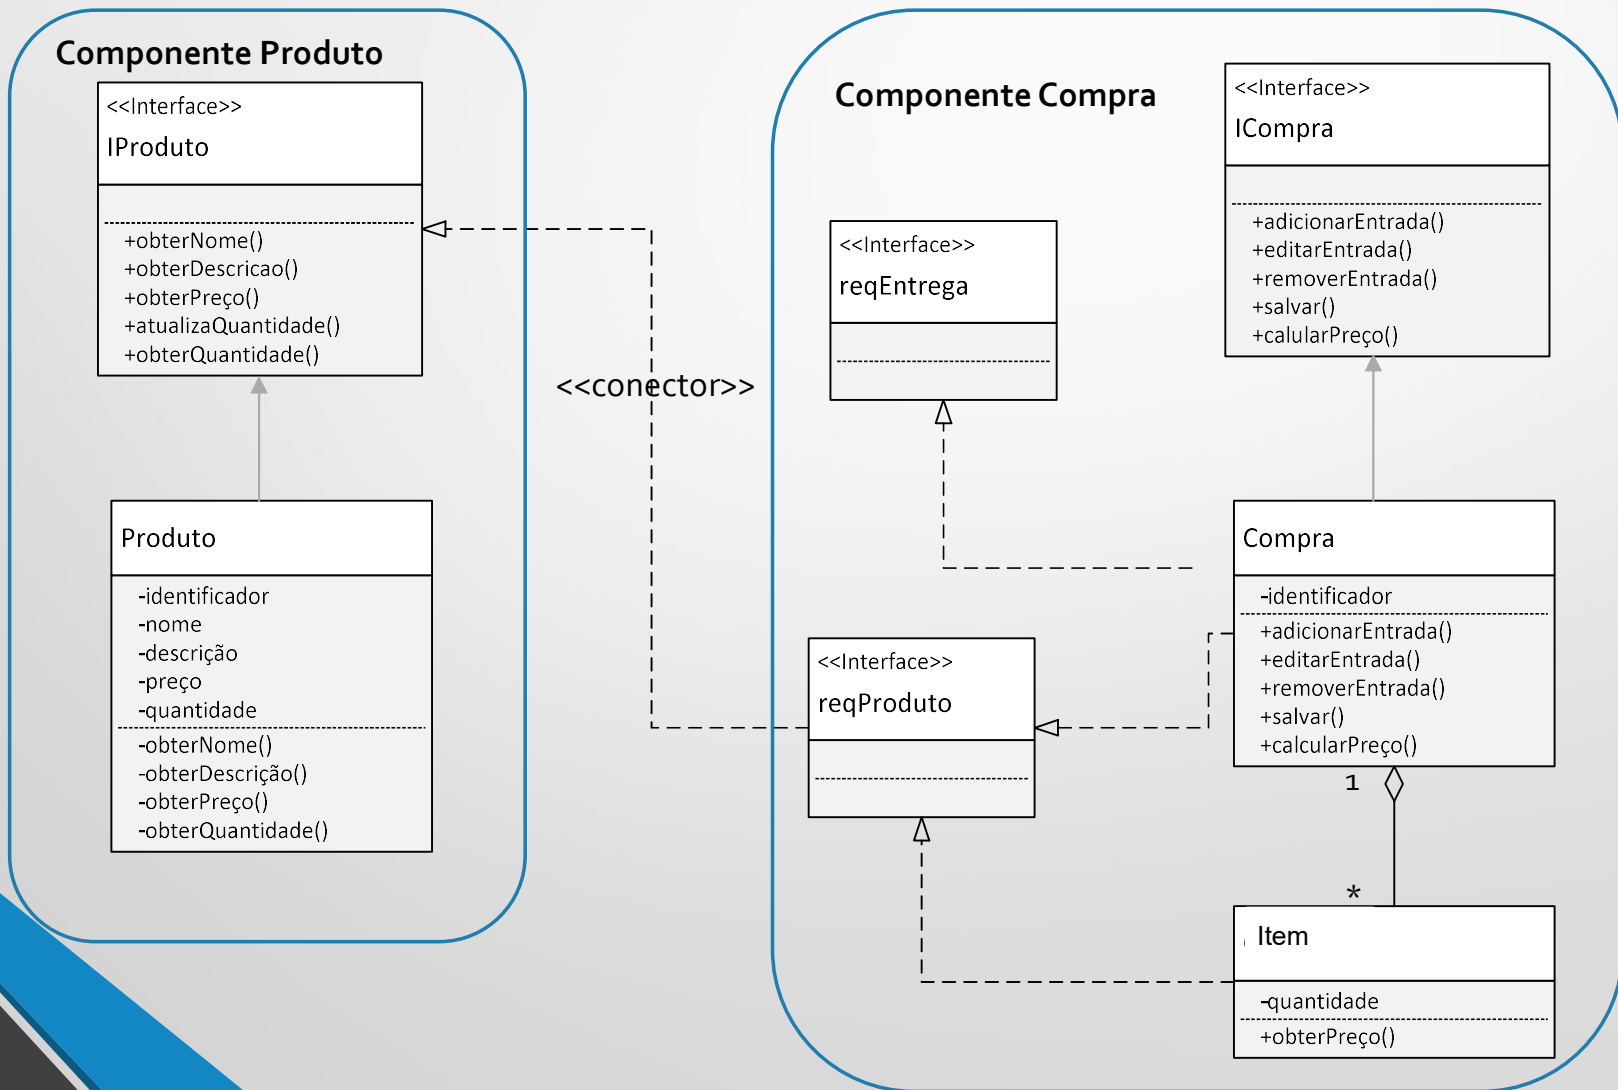 Componente Produto
<<Interface>>
IProduto
+obterNome()
+obterDescricao()
+obterPreço()
+atualizaQuantidade()
+obterQuantidade()
Produto
-identificador
-nome
-descrição
-preço
-quantidade
-obterNome()
-obterDescrição()
-obterPreço()
-obterQuantidade()
<<conector>>
Componente Compra
<<Interface>>
ICompra
+adicionarEntrada()
+editarEntrada()
+removerEntrada()
+salvar()
+calularPreço()
<<Interface>>
reqEntrega
<<Interface>>
reqProduto
Compra
-identificador
+adicionarEntrada()
+editarEntrada()
+removerEntrada()
+salvar()
+calcularPreço()
1
*
Item
-quantidade
+obterPreço()